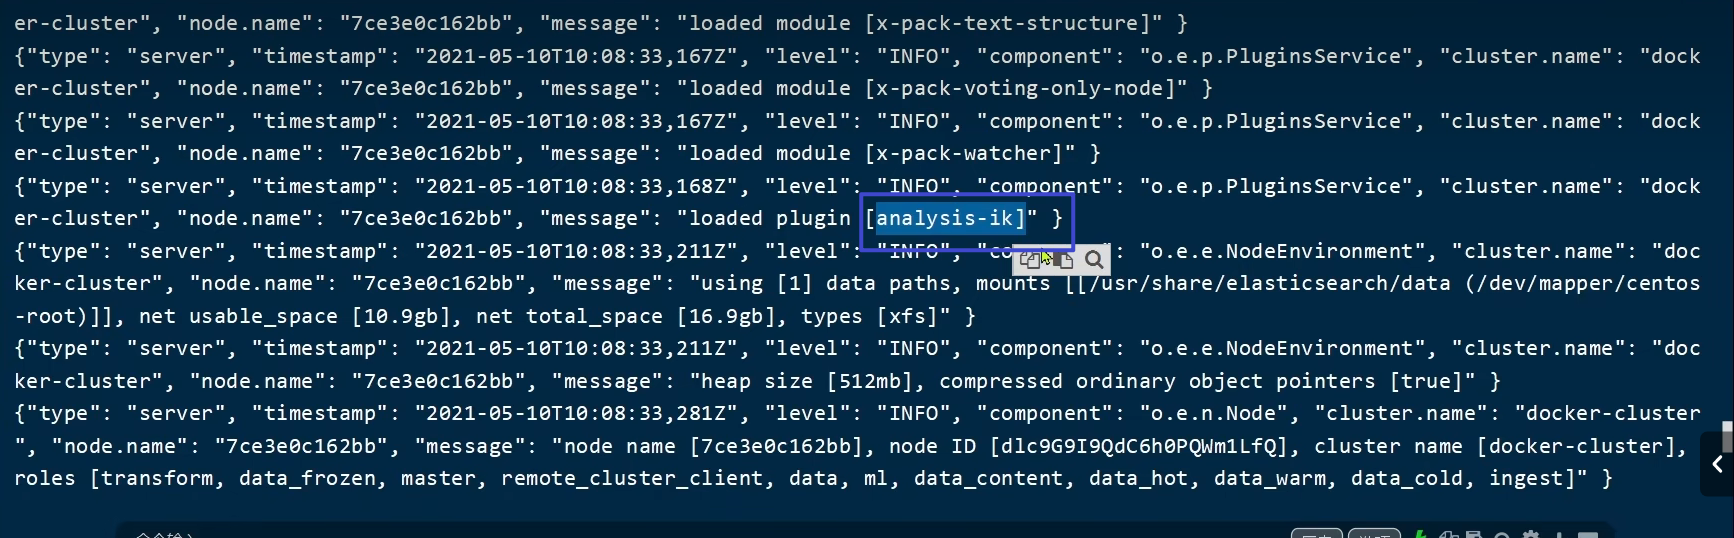 er-cluster", "node.name": "7ce3e0c162bb", "message": "loaded module [x-pack-text-structure]" }
{"type": "server", "timestamp": "2021-05-10T10:08:33,167Z", "level": "INFO", "component": "o.e.p.PluginsService", "cluster.name": "dock
er-cluster", "node.name": "7ce3e0c162bb", "message": "loaded module [x-pack-voting-only-node]" }
{"type": "server", "timestamp": "2021-05-10T10:08:33,167Z", "level": "INFO", "component": "o.e.p.PluginsService", "cluster.name": "dock
er-cluster", "node.name": "7ce3e0c162bb", "message": "loaded module [x-pack-watcher]" }
{"type": "server", "timestamp": "2021-05-10T10:08:33,168Z", "level": "INFO", "component": "o.e.p.PluginsService", "cluster.name": "dock
er-cluster", "node.name": "7ce3e0c162bb", "message": "loaded plugin [analysis-ik]" }
{"type": "server", "timestamp": "2021-05-10T10:08:33,211Z", "level": "INFO", "o.e.e.NodeEnvironment", "cluster.name": "doc
ker-cluster", "node.name": "7ce3e0c162bb", "message": "using [1] data paths, mounts [[/usr/share/elasticsearch/data (/dev/mapper/centos
-root)]], net usable_space [10.9gb], net total_space [16.9gb], types [xfs]" }
{"type": "server", "timestamp": "2021-05-10T10:08:33,211Z", "level": "INFO", "component": "o.e.e.NodeEnvironment", "cluster.name": "doc
ker-cluster", "node.name": "7ce3e0c162bb", "message": "heap size [512mb], compressed ordinary object pointers [true]" }
{"type": "server", "timestamp": "2021-05-10T10:08:33,281Z", "level": "INFO", "component": "o.e.n.Node", "cluster.name": "docker-cluster
", "node.name": "7ce3e0c162bb", "message": "node name [7ce3e0c162bb], node ID [dlc9G9I9QdC6h0PQWm1LfQ], cluster name [docker-cluster],
roles [transform, data_frozen, master, remote_cluster_client, data, ml, data_content, data_hot, data_warm, data_cold, ingest]" }